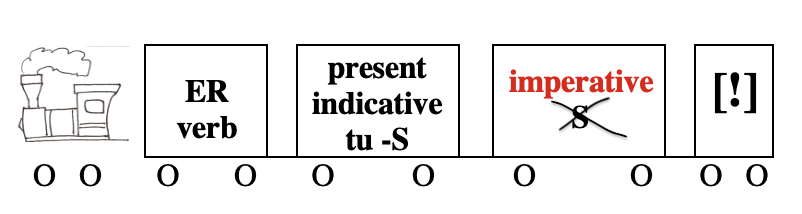 ER
verb
present
indicative
tu -S
imperative
S
[!]
O O O O O O O O O O